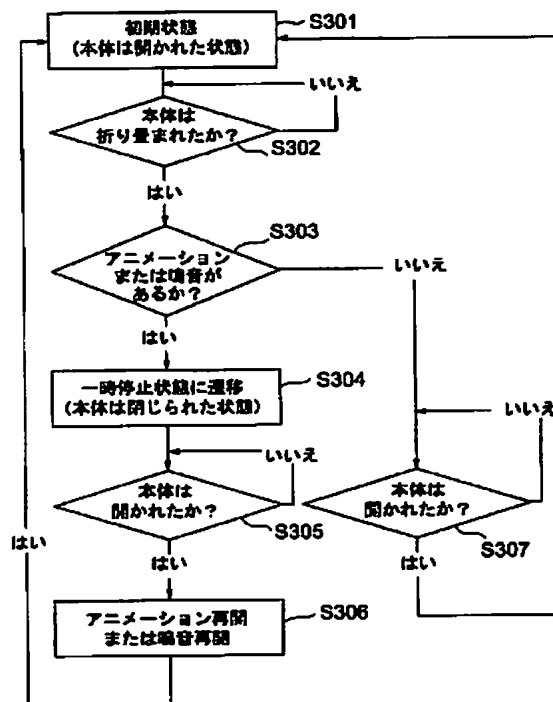 初期状態
(本体は開かれた状態)
S301
いいえ
本体は
折り畳まれたか？
S302
はい
アニメーション
または鳴音が
あるか？
S303
いいえ
はい
一時停止状態に遷移
(本体は閉じられた状態)
S304
いいえ
本体は
開かれたか？
S305
いいえ
本体は
開かれたか？
S307
はい
はい
はい
アニメーション再開
または鳴音再開
S306